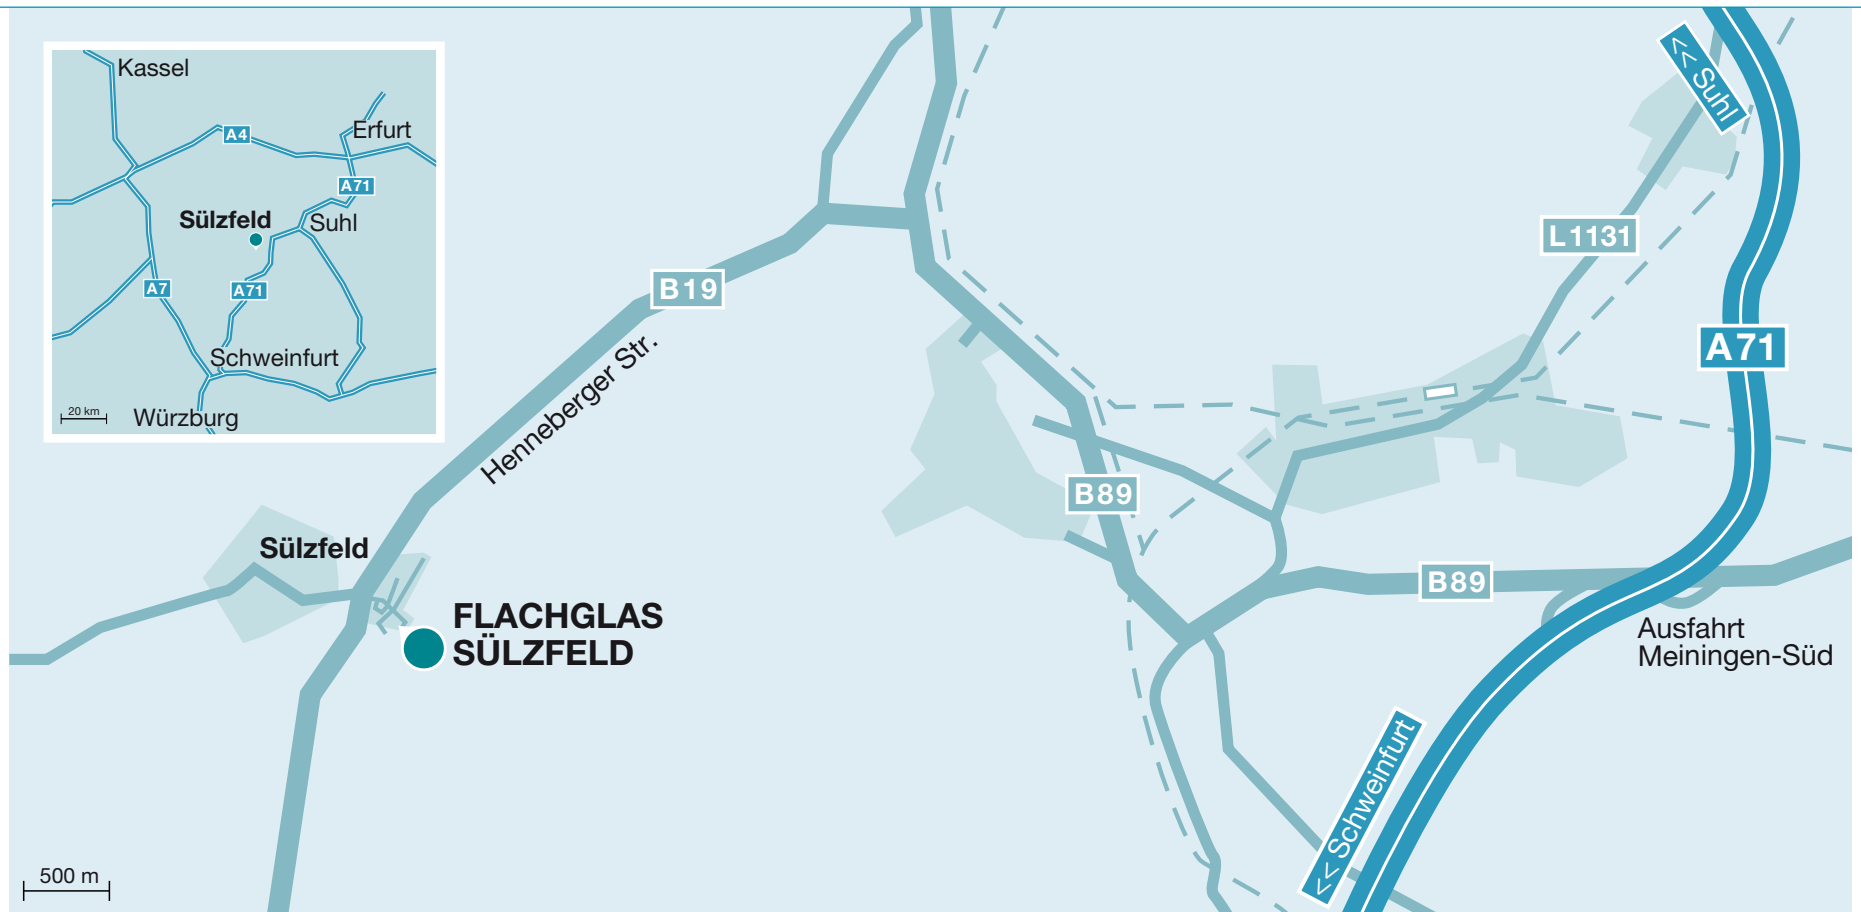 Kassel
A4
Erfurt
A71
Sülzfeld
Suhl
A7
A71
Schweinfurt
20 km
Würzburg
<< Suhl
L1131
B19
A71
Henneberger Str.
B89
Sülzfeld
B89
FLACHGLAS
SÜLZFELD
Ausfahrt
Meiningen-Süd
<< Schweinfurt
500 m